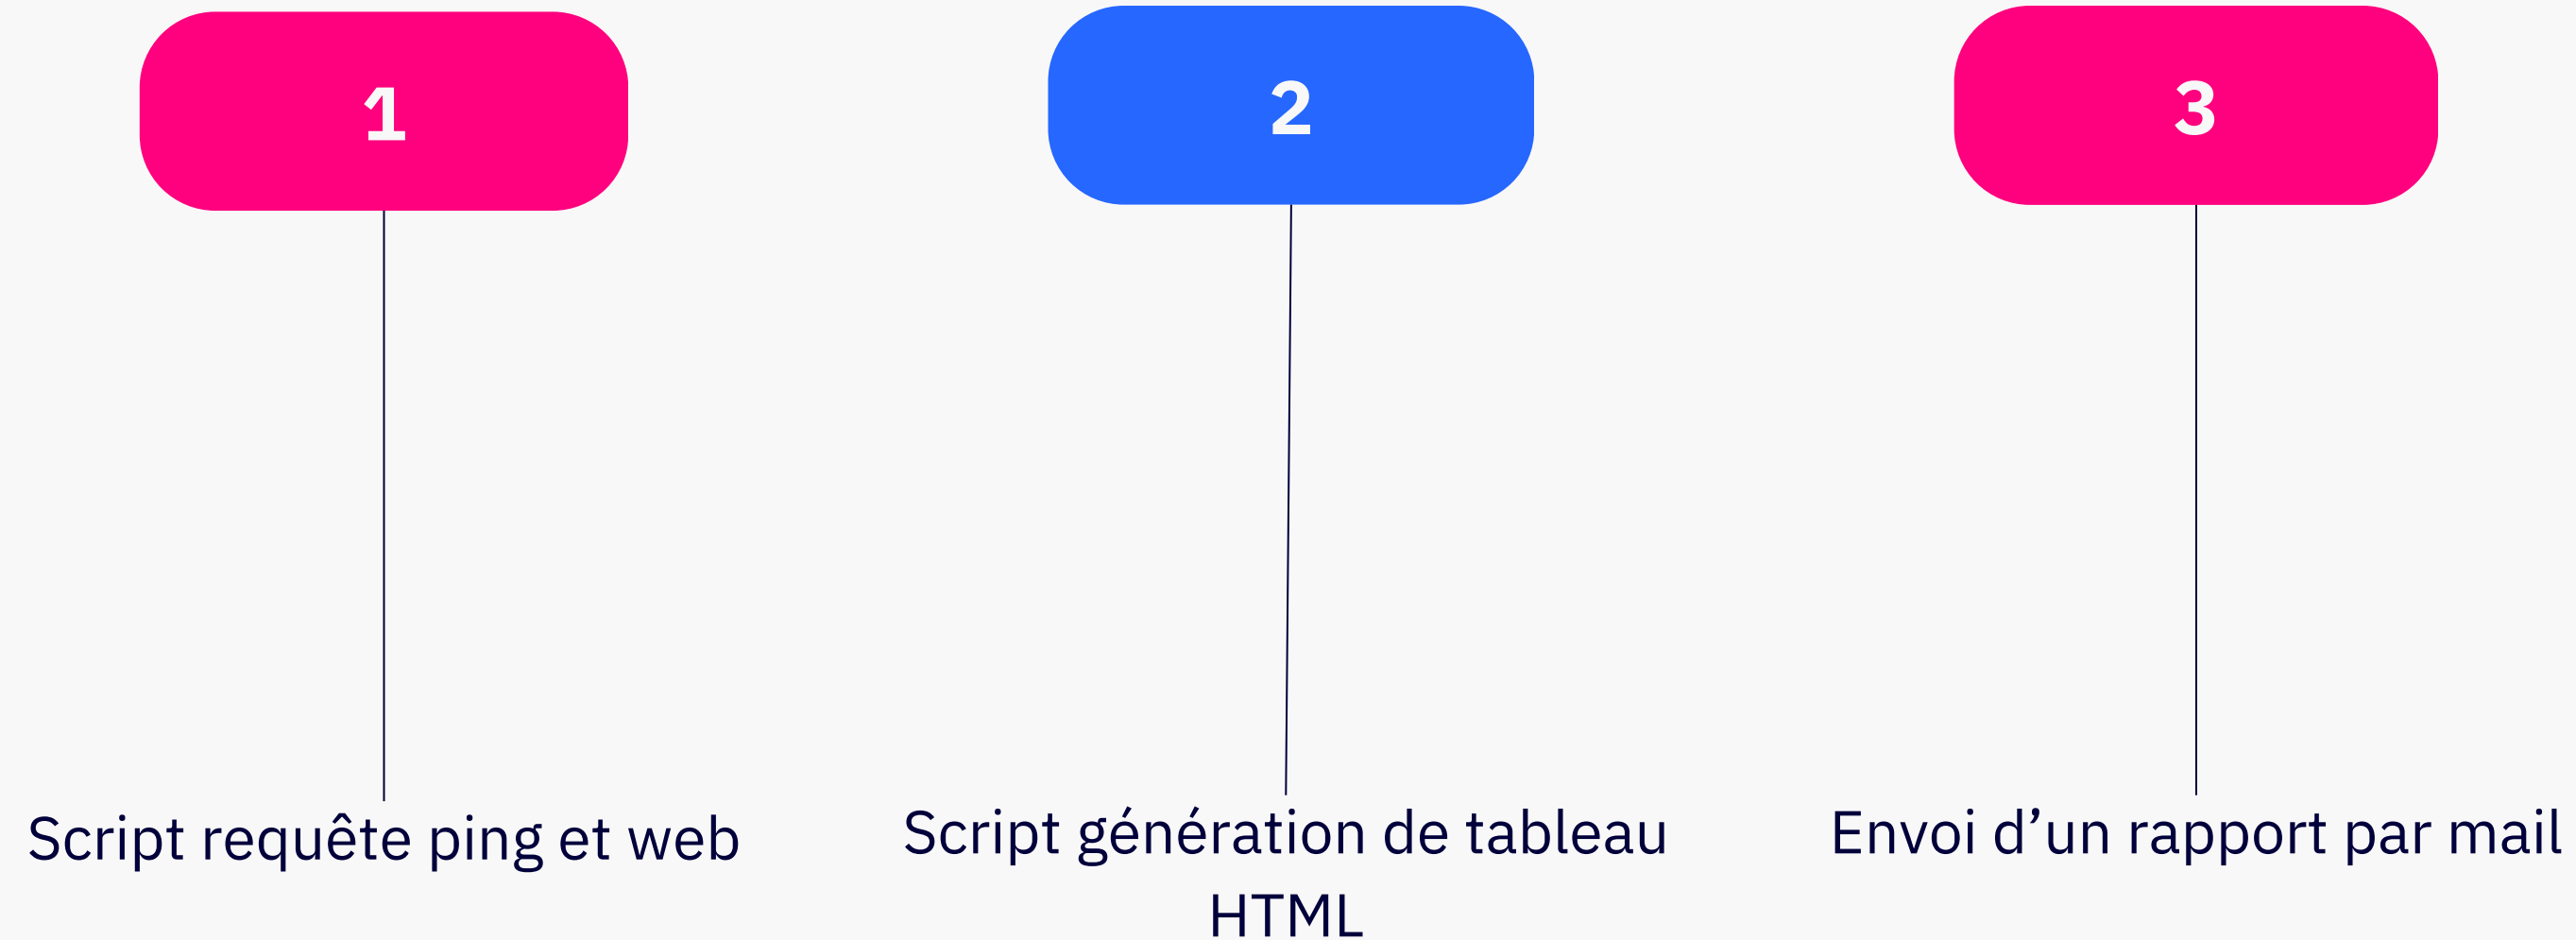 1
2
3
Script requête ping et web
Script génération de tableau
HTML
Envoi d’un rapport par mail